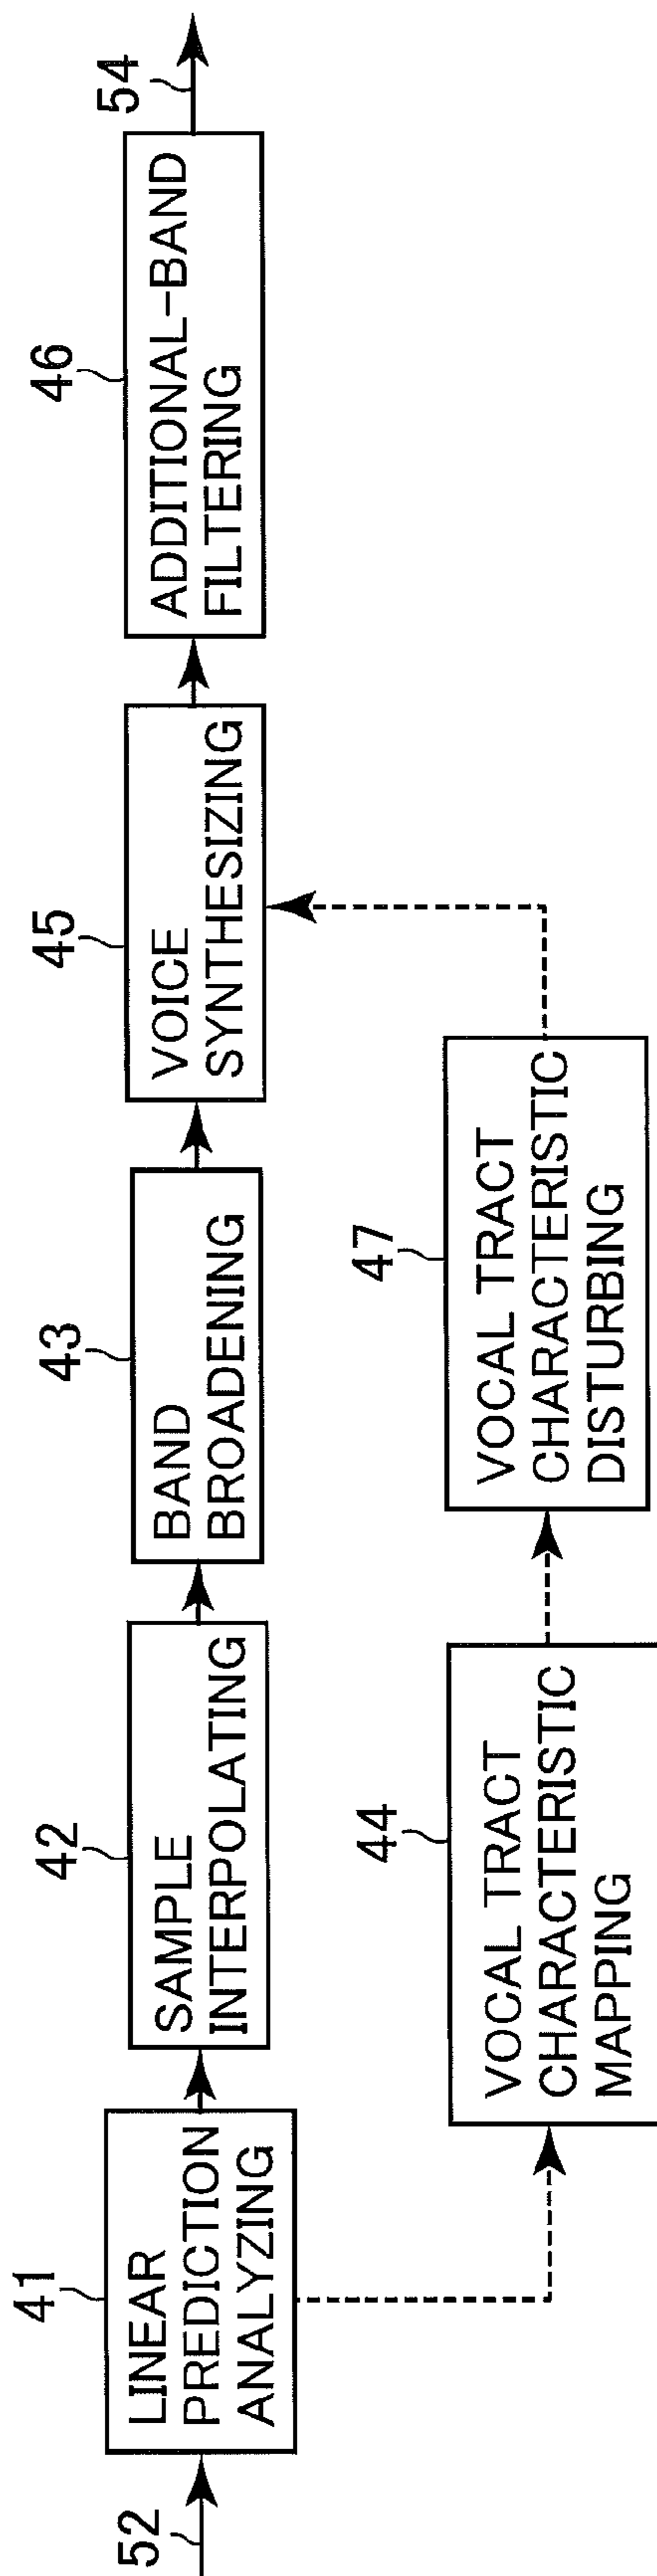 52
41
LINEAR
PREDICTION
ANALYZING
42
SAMPLE
INTERPOLATING
43
BAND
BROADENING
45
VOICE
SYNTHESIZING
46
ADDITIONAL-BAND
FILTERING
54
44
VOCAL TRACT
CHARACTERISTIC
MAPPING
47
VOCAL TRACT
CHARACTERISTIC
DISTURBING